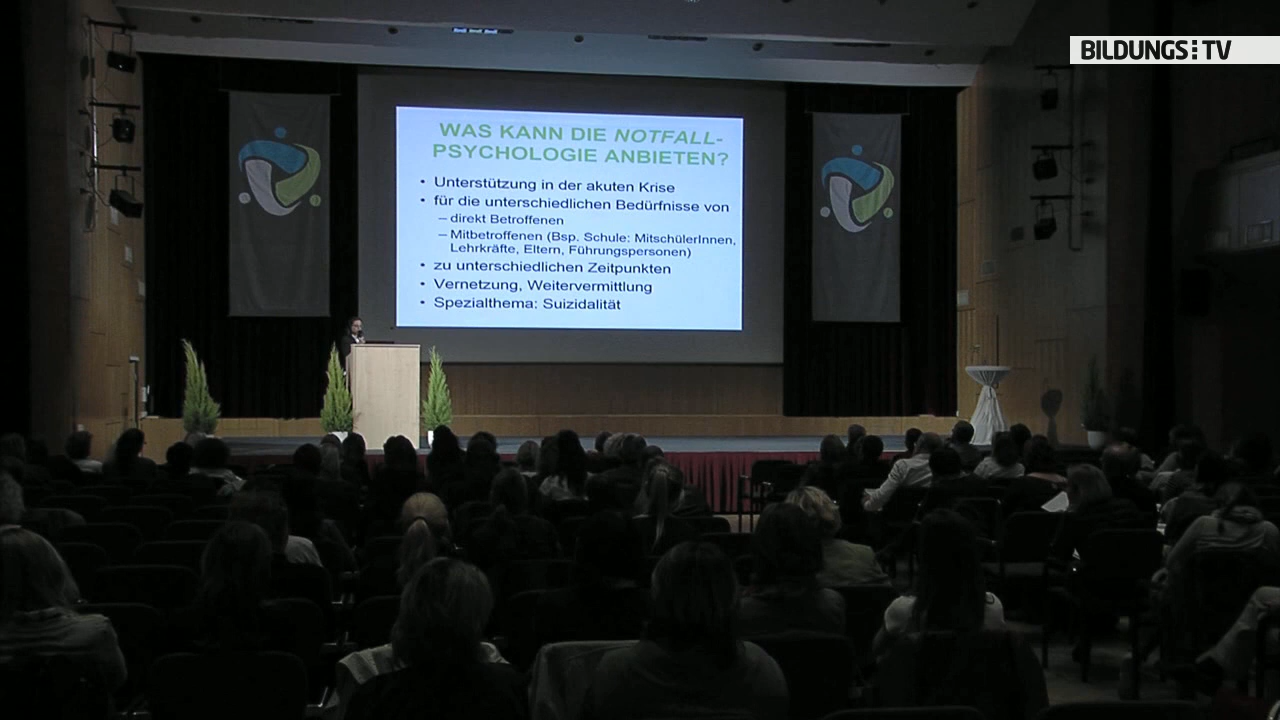 BILDUNGS TV
WAS KANN DIE NOTFALL-
PSYCHOLOGIE ANBIETEN?
• Unterstützung in der akuten Krise
• für die unterschiedlichen Bedürfnisse von
– direkt Betroffenen
– Mitbetroffenen (Bsp. Schule: MitschülerInnen,
Lehrkräfte, Eltern, Führungspersonen)
• zu unterschiedlichen Zeitpunkten
• Vernetzung, Weitervermittlung
• Spezialthema: Suizidalität